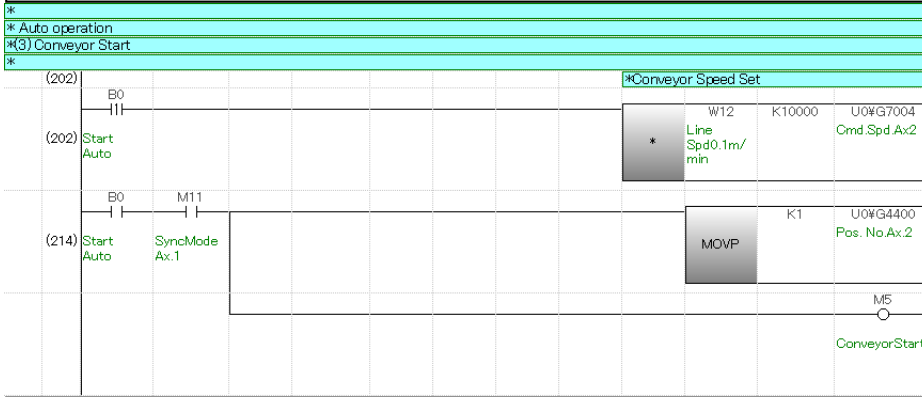 *
* Auto operation
*(3) Conveyor Start
*
(202)
*Conveyor Speed Set
B0
1
W12 K10000 U0¥G7004
(202) Start
Auto
*
Line
Spd0.1m/
min
Cmd.Spd.Ax2
B0 M11
K1 U0¥G4400
(214) Start
Auto
SyncMode
Ax.1
MOVP
Pos. No.Ax.2
M5
ConveyorStart